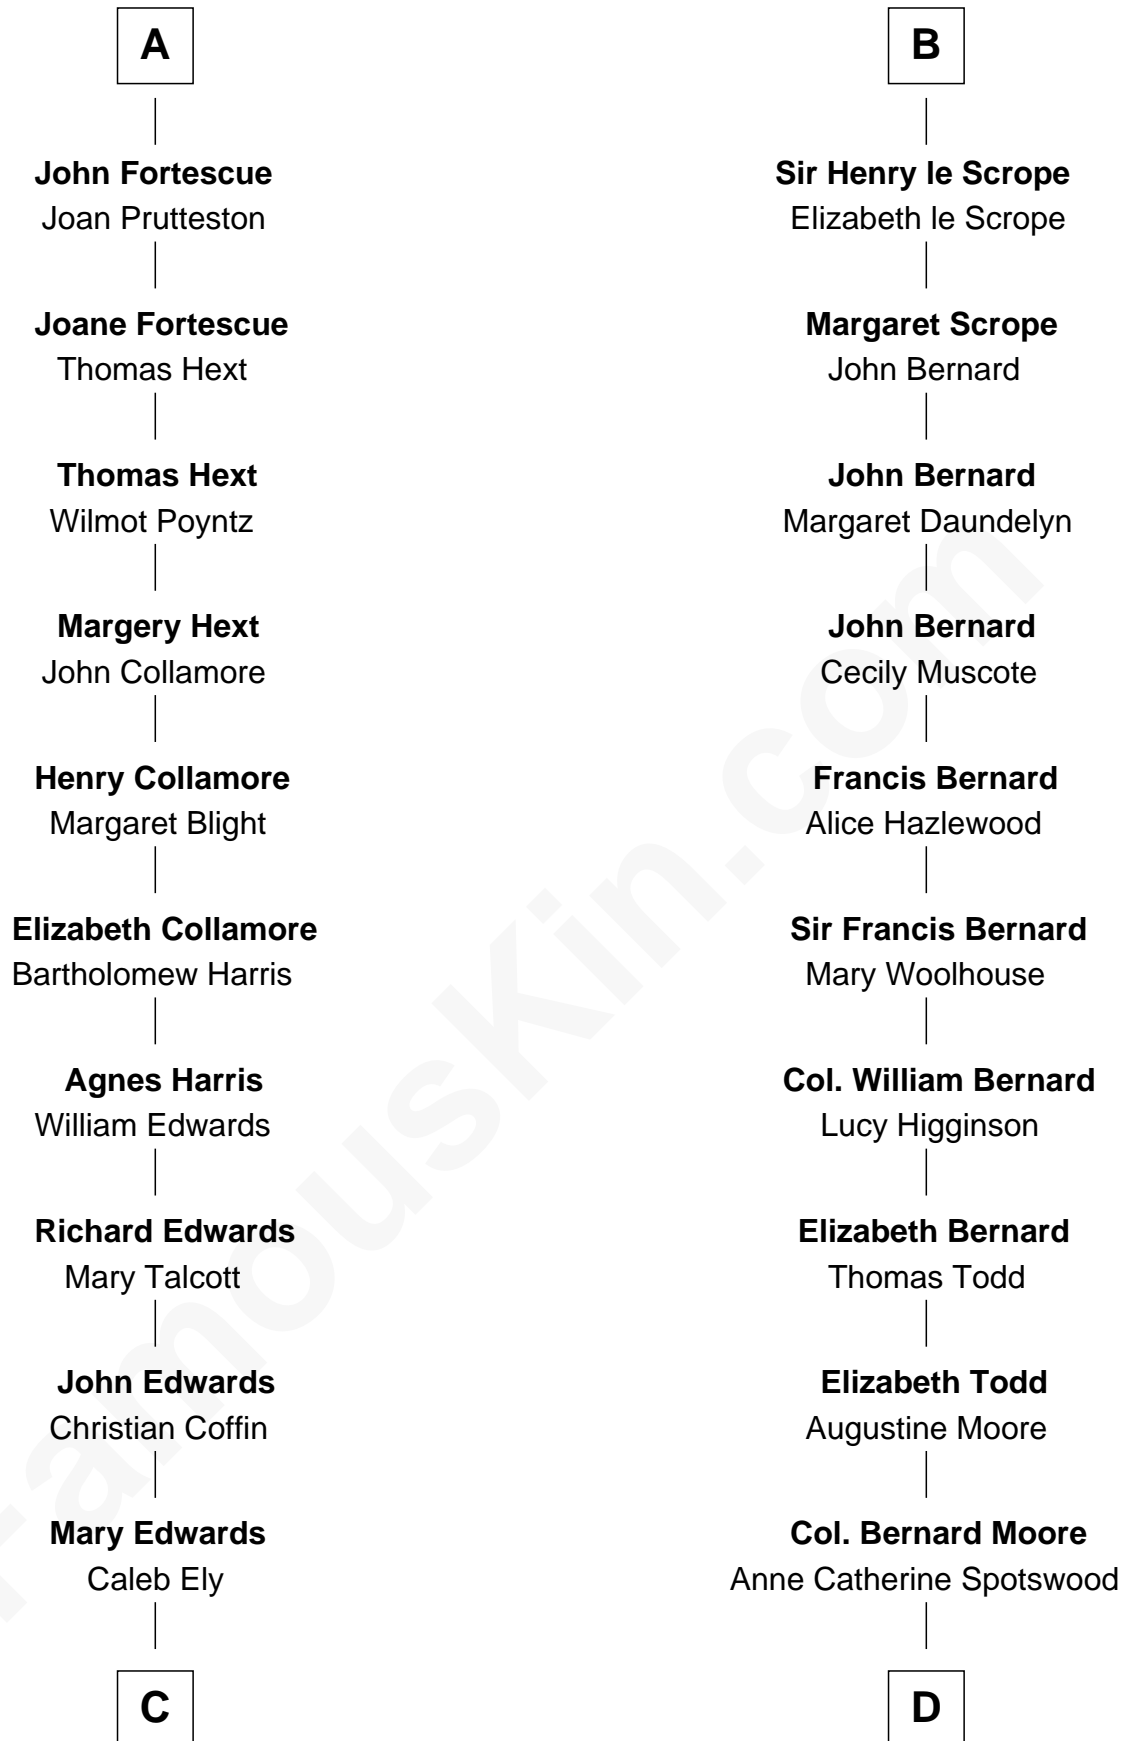 A
John Fortescue
Joan Prutteston
Joane Fortescue
Thomas Hext
Thomas Hext
Wilmot Poyntz
Margery Hext
John Collamore
Henry Collamore
Margaret Blight
Elizabeth Collamore
Bartholomew Harris
Agnes Harris
William Edwards
Richard Edwards
Mary Talcott
John Edwards
Christian Coffin
Mary Edwards
Caleb Ely
C
B
Sir Henry le Scrope
Elizabeth le Scrope
Margaret Scrope
John Bernard
John Bernard
Margaret Daundelyn
John Bernard
Cecily Muscote
Francis Bernard
Alice Hazlewood
Sir Francis Bernard
Mary Woolhouse
Col. William Bernard
Lucy Higginson
Elizabeth Bernard
Thomas Todd
Elizabeth Todd
Augustine Moore
Col. Bernard Moore
Anne Catherine Spotswood
D
FamousKin.com